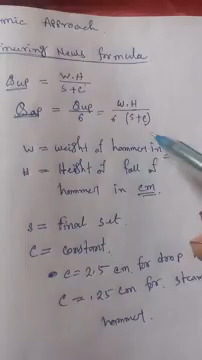 mic Approach.
ineering News formula
Qup = W.H / S+C
Qap = Qup / 6 = W.H / 6 (S+C)
W = weight of hammer in
H = Height of fall of
hammer in cm
S = final set.
C = constant.
• C = 2.5 cm for drop
C = .25 cm for steam
hammer.